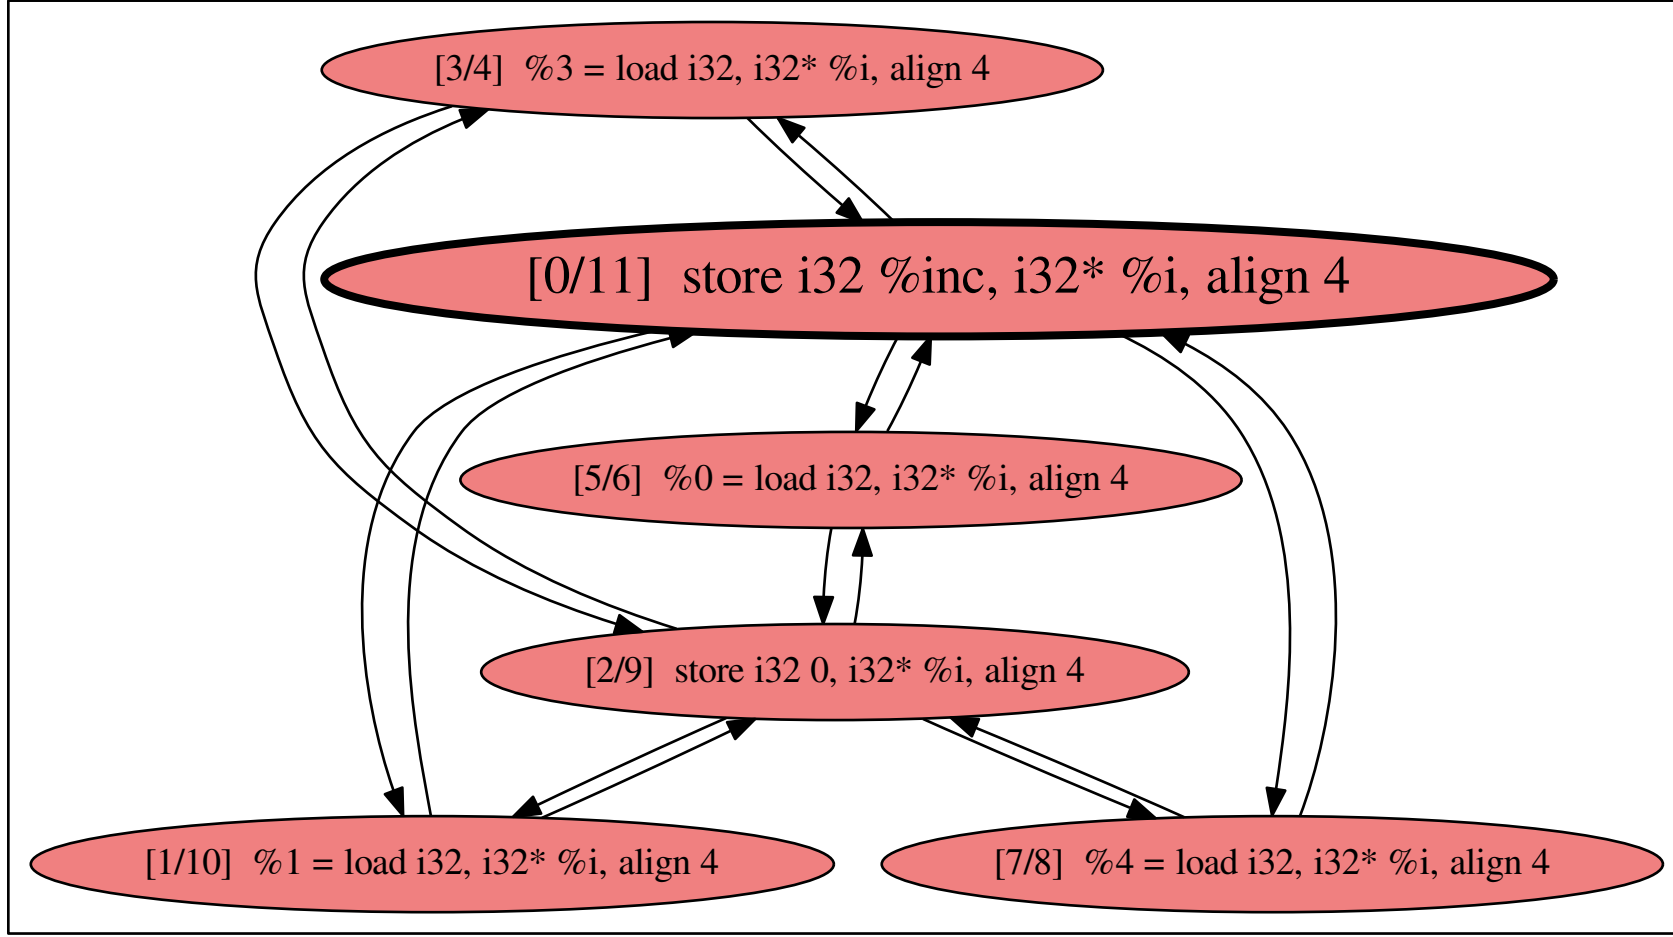 [3/4]  %3 = load i32, i32* %i, align 4
[0/11]  store i32 %inc, i32* %i, align 4
[5/6]  %0 = load i32, i32* %i, align 4
[2/9]  store i32 0, i32* %i, align 4
[1/10]  %1 = load i32, i32* %i, align 4
[7/8]  %4 = load i32, i32* %i, align 4